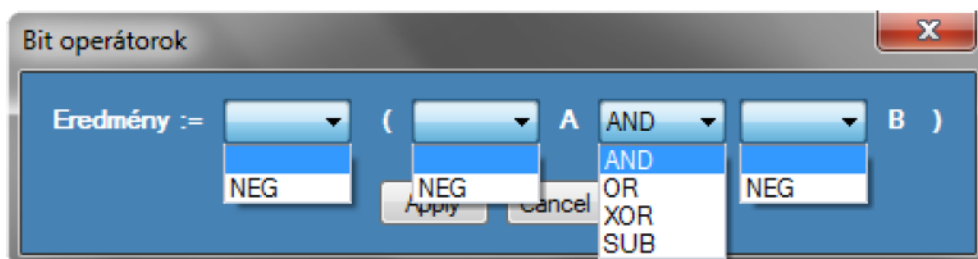 Bit operátorok
X
Eredmény := ( A AND B )
AND
NEG NEG OR NEG
Apply Cancel XOR
SUB